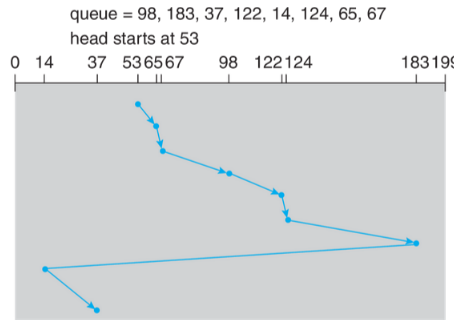 queue = 98, 183, 37, 122, 14, 124, 65, 67
head starts at 53
0 14 37 53 65 67 98 122 124 183 199